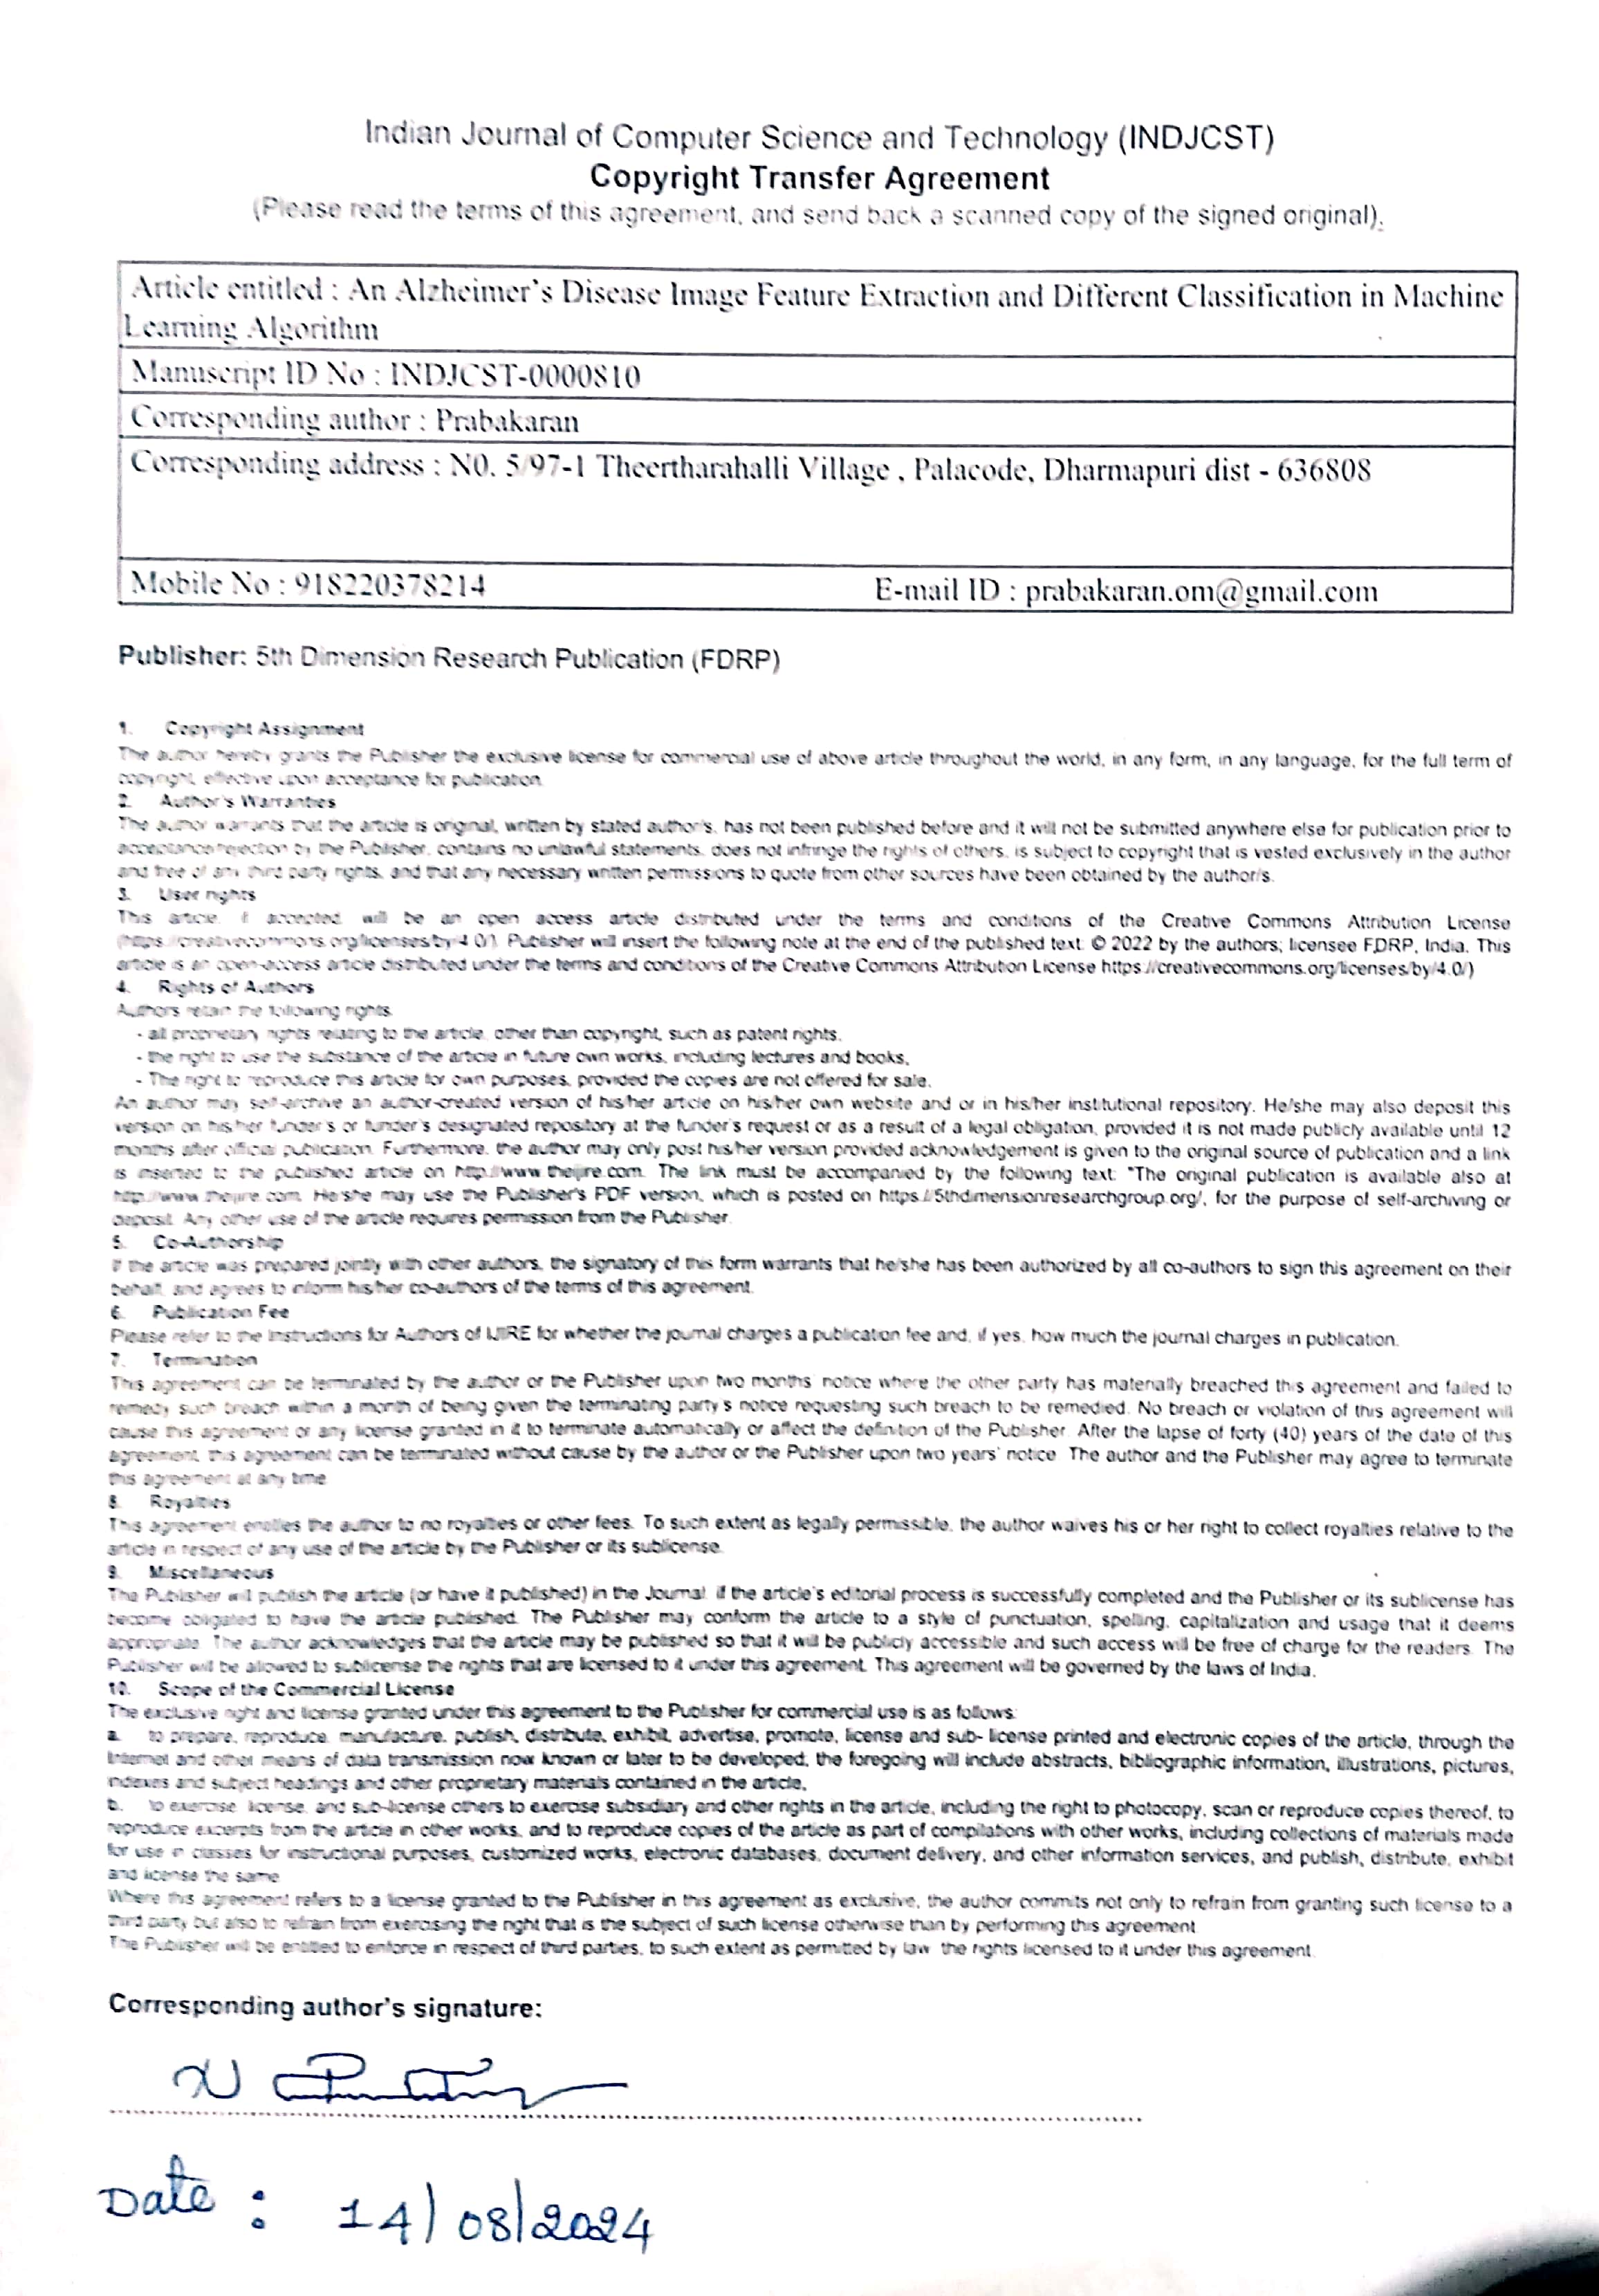 Indian Journal of Computer Science and Technology (INDJCST)
Copyright Transfer Agreement
(Please read the terms of this agreement, and send back a scanned copy of the signed original).
Article entitled : An Alzheimer's Disease Image Feature Extraction and Different Classification in Machine
Learning Algorithm
Manuscript ID No : INDJCST-0000810
Corresponding author : Prabakaran
Corresponding address : N0. 5/97-1 Theertharahalli Village , Palacode, Dharmapuri dist - 636808
Mobile No : 918220378214 E-mail ID : prabakaran.om@gmail.com
Publisher: 5th Dimension Research Publication (FDRP)
1. Copyright Assignment
The author hereby grants the Publisher the exclusive license for commercial use of above article throughout the world, in any form, in any language, for the full term of
copyright, effective upon acceptance for publication.
2. Author's Warranties
The author warrants that the article is original, written by stated author/s, has not been published before and it will not be submitted anywhere else for publication prior to
acceptance/rejection by the Publisher, contains no unlawful statements, does not infringe the rights of others, is subject to copyright that is vested exclusively in the author
and free of any third party rights, and that any necessary written permissions to quote from other sources have been obtained by the author/s.
3. User rights
This article, if accepted, will be an open access article distributed under the terms and conditions of the Creative Commons Attribution License
(https://creativecommons.org/licenses/by/4.0/). Publisher will insert the following note at the end of the published text: © 2022 by the authors; licensee FDRP, India. This
article is an open-access article distributed under the terms and conditions of the Creative Commons Attribution License https://creativecommons.org/licenses/by/4.0/)
4. Rights of Authors
Authors retain the following rights:
- all proprietary rights relating to the article, other than copyright, such as patent rights,
- the right to use the substance of the article in future own works, including lectures and books,
- The right to reproduce this article for own purposes, provided the copies are not offered for sale.
An author may self-archive an author-created version of his/her article on his/her own website and or in his/her institutional repository. He/she may also deposit this
version on his/her funder's or funder's designated repository at the funder's request or as a result of a legal obligation, provided it is not made publicly available until 12
months after official publication. Furthermore, the author may only post his/her version provided acknowledgement is given to the original source of publication and a link
is inserted to the published article on http://www.theijire.com. The link must be accompanied by the following text: "The original publication is available also at
http://www.theijire.com. He/she may use the Publisher's PDF version, which is posted on https://5thdimensionresearchgroup.org/, for the purpose of self-archiving or
deposit. Any other use of the article requires permission from the Publisher.
5. Co-Authorship
If the article was prepared jointly with other authors, the signatory of this form warrants that he/she has been authorized by all co-authors to sign this agreement on their
behalf, and agrees to inform his/her co-authors of the terms of this agreement.
6. Publication Fee
Please refer to the Instructions for Authors of IJIRE for whether the journal charges a publication fee and, if yes, how much the journal charges in publication.
7. Termination
This agreement can be terminated by the author or the Publisher upon two months' notice where the other party has materially breached this agreement and failed to
remedy such breach within a month of being given the terminating party's notice requesting such breach to be remedied. No breach or violation of this agreement will
cause this agreement or any license granted in it to terminate automatically or affect the definition of the Publisher. After the lapse of forty (40) years of the date of this
agreement, this agreement can be terminated without cause by the author or the Publisher upon two years' notice. The author and the Publisher may agree to terminate
this agreement at any time.
8. Royalties
This agreement entitles the author to no royalties or other fees. To such extent as legally permissible, the author waives his or her right to collect royalties relative to the
article in respect of any use of the article by the Publisher or its sublicense.
9. Miscellaneous
The Publisher will publish the article (or have it published) in the Journal, if the article's editorial process is successfully completed and the Publisher or its sublicense has
become obligated to have the article published. The Publisher may conform the article to a style of punctuation, spelling, capitalization and usage that it deems
appropriate. The author acknowledges that the article may be published so that it will be publicly accessible and such access will be free of charge for the readers. The
Publisher will be allowed to sublicense the rights that are licensed to it under this agreement. This agreement will be governed by the laws of India.
10. Scope of the Commercial License
The exclusive right and license granted under this agreement to the Publisher for commercial use is as follows:
a. to prepare, reproduce, manufacture, publish, distribute, exhibit, advertise, promote, license and sub- license printed and electronic copies of the article, through the
Internet and other means of data transmission now known or later to be developed; the foregoing will include abstracts, bibliographic information, illustrations, pictures,
indexes and subject headings and other proprietary materials contained in the article,
b. to exercise, license, and sub-license others to exercise subsidiary and other rights in the article, including the right to photocopy, scan or reproduce copies thereof, to
reproduce excerpts from the article in other works, and to reproduce copies of the article as part of compilations with other works, including collections of materials made
for use in classes for instructional purposes, customized works, electronic databases, document delivery, and other information services, and publish, distribute, exhibit
and license the same.
Where this agreement refers to a license granted to the Publisher in this agreement as exclusive, the author commits not only to refrain from granting such license to a
third party but also to refrain from exercising the right that is the subject of such license otherwise than by performing this agreement.
The Publisher will be entitled to enforce in respect of third parties, to such extent as permitted by law, the rights licensed to it under this agreement.
Corresponding author's signature:
Date : 14/08/2024